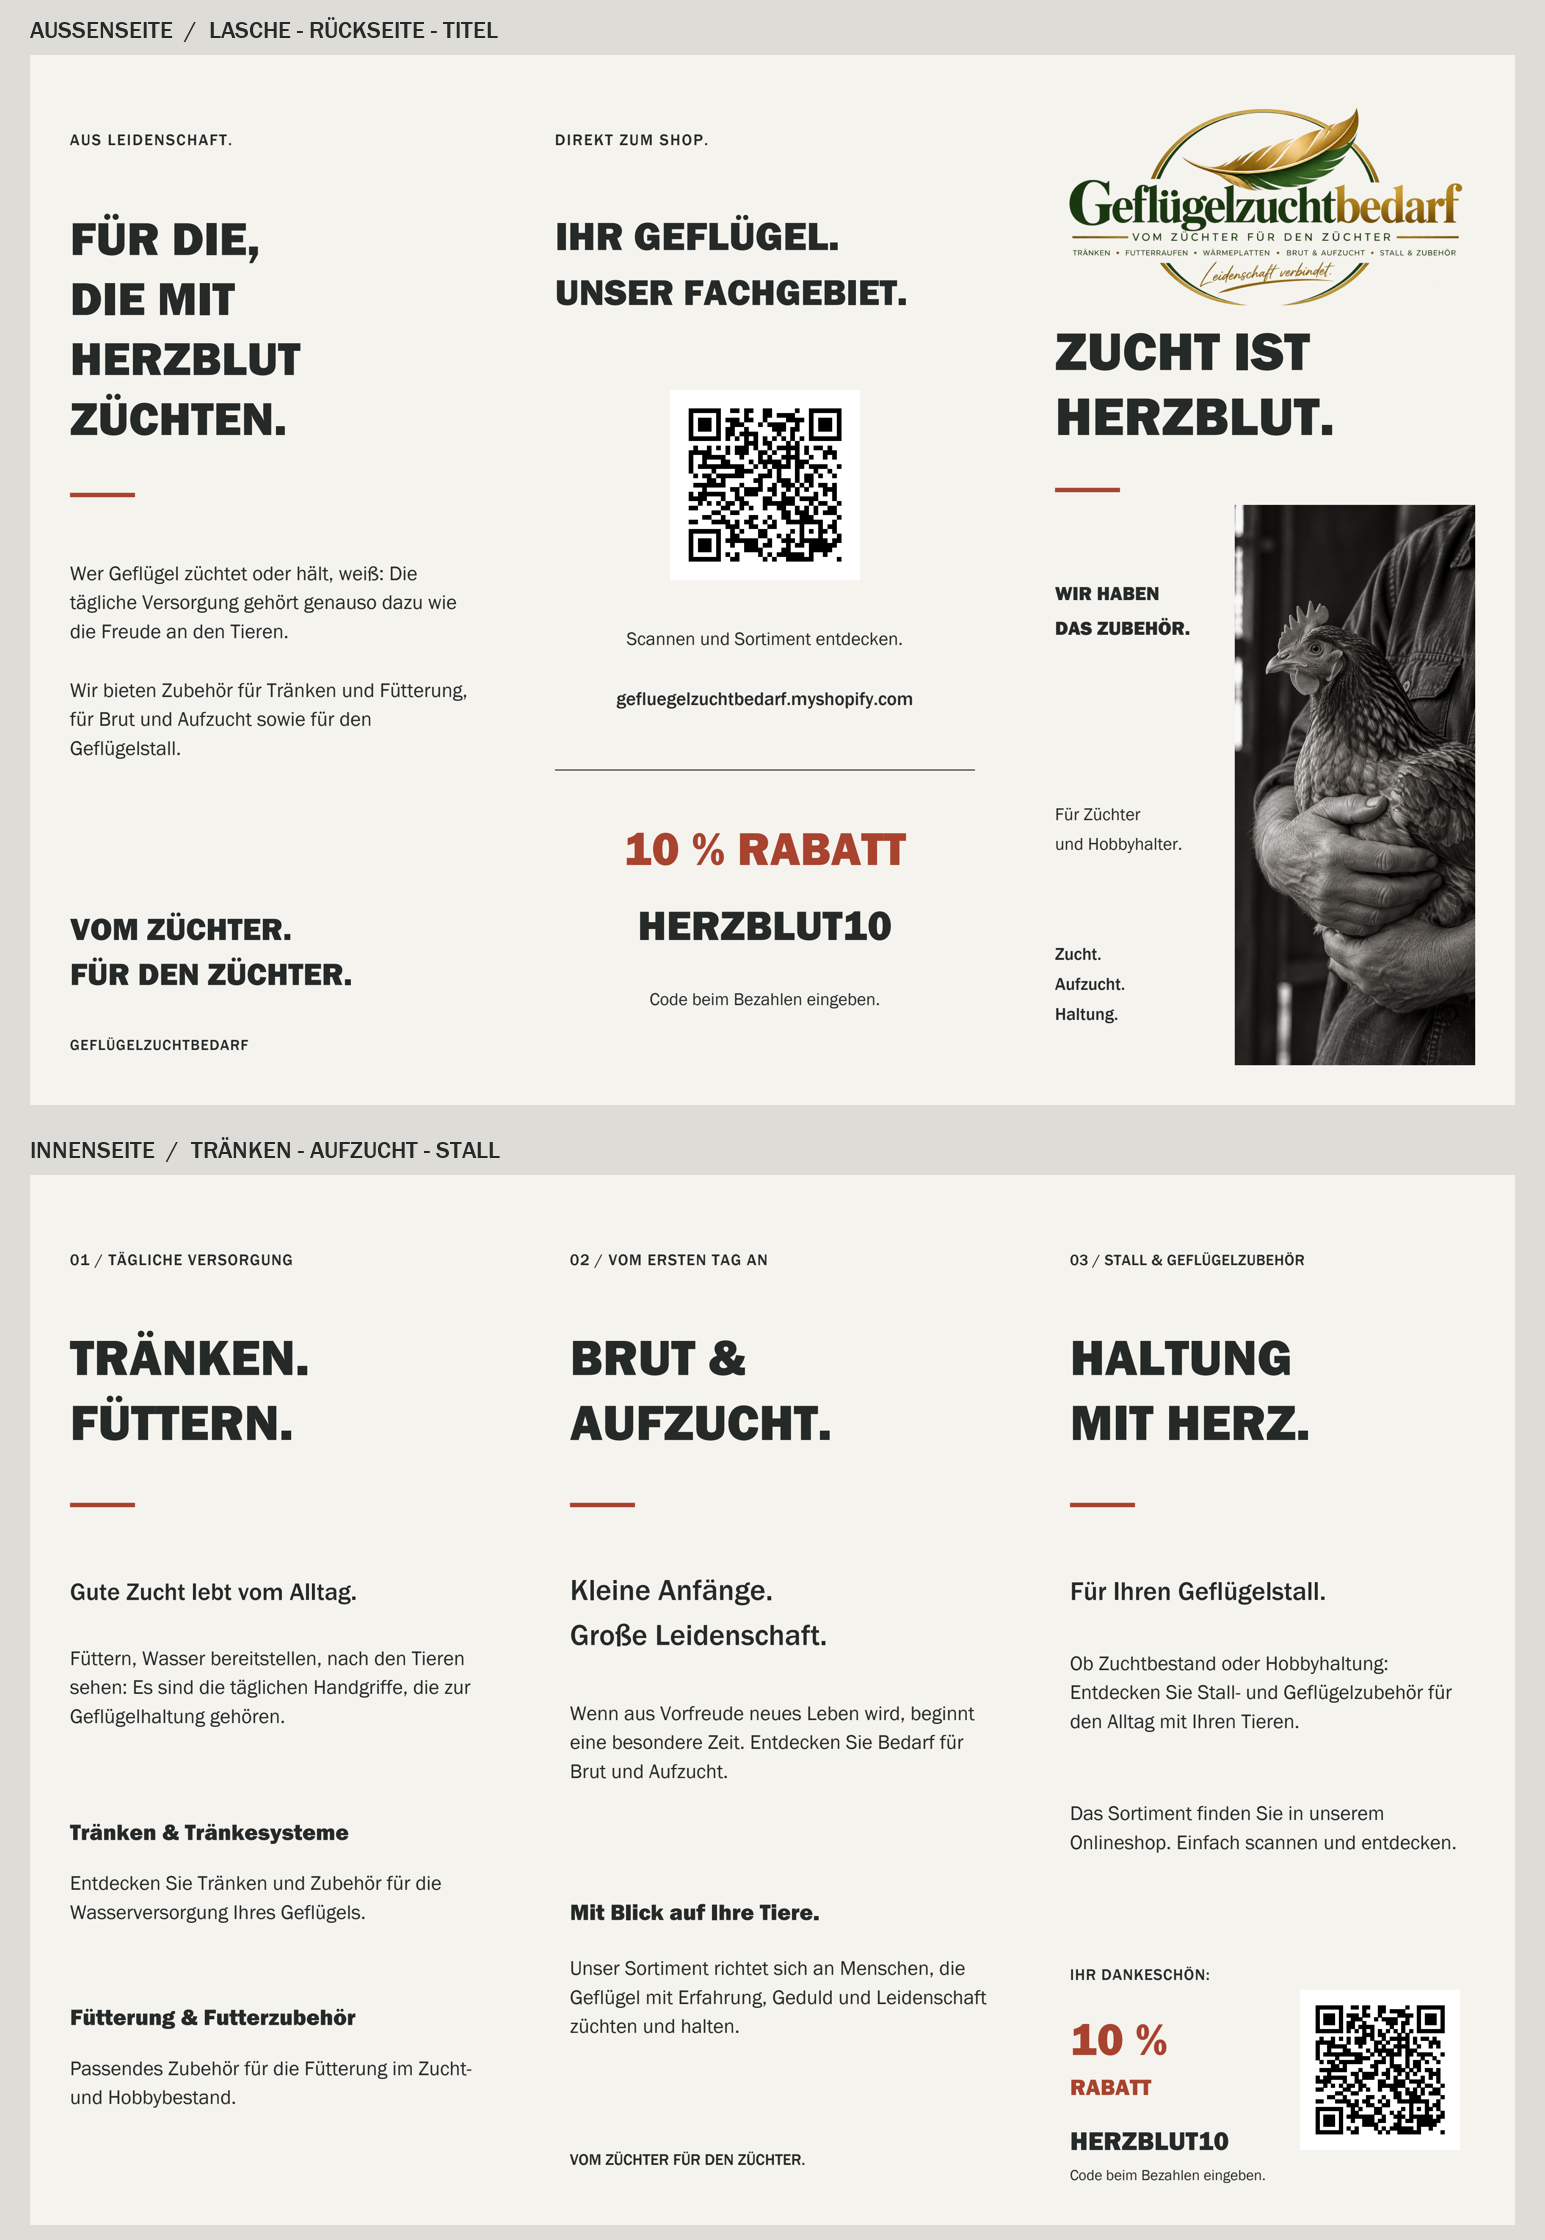 AUSSENSEITE / LASCHE - RÜCKSEITE - TITEL
AUS LEIDENSCHAFT.
FÜR DIE,
DIE MIT
HERZBLUT
ZÜCHTEN.
Wer Geflügel züchtet oder hält, weiß: Die
tägliche Versorgung gehört genauso dazu wie
die Freude an den Tieren.
Wir bieten Zubehör für Tränken und Fütterung,
für Brut und Aufzucht sowie für den
Geflügelstall.
VOM ZÜCHTER.
FÜR DEN ZÜCHTER.
GEFLÜGELZUCHTBEDARF
DIREKT ZUM SHOP.
IHR GEFLÜGEL.
UNSER FACHGEBIET.
Scannen und Sortiment entdecken.
gefluegelzuchtbedarf.myshopify.com
10 % RABATT
HERZBLUT10
Code beim Bezahlen eingeben.
Geflügelzuchtbedarf
VOM ZÜCHTER FÜR DEN ZÜCHTER
TRÄNKEN • FUTTERRAUFEN • WÄRMEPLATTEN • BRUT & AUFZUCHT • STALL & ZUBEHÖR
Leidenschaft verbindet.
ZUCHT IST
HERZBLUT.
WIR HABEN
DAS ZUBEHÖR.
Für Züchter
und Hobbyhalter.
Zucht.
Aufzucht.
Haltung.
INNENSEITE / TRÄNKEN - AUFZUCHT - STALL
01 / TÄGLICHE VERSORGUNG
TRÄNKEN.
FÜTTERN.
Gute Zucht lebt vom Alltag.
Füttern, Wasser bereitstellen, nach den Tieren
sehen: Es sind die täglichen Handgriffe, die zur
Geflügelhaltung gehören.
Tränken & Tränkesysteme
Entdecken Sie Tränken und Zubehör für die
Wasserversorgung Ihres Geflügels.
Fütterung & Futterzubehör
Passendes Zubehör für die Fütterung im Zucht-
und Hobbybestand.
02 / VOM ERSTEN TAG AN
BRUT &
AUFZUCHT.
Kleine Anfänge.
Große Leidenschaft.
Wenn aus Vorfreude neues Leben wird, beginnt
eine besondere Zeit. Entdecken Sie Bedarf für
Brut und Aufzucht.
Mit Blick auf Ihre Tiere.
Unser Sortiment richtet sich an Menschen, die
Geflügel mit Erfahrung, Geduld und Leidenschaft
züchten und halten.
VOM ZÜCHTER FÜR DEN ZÜCHTER.
03 / STALL & GEFLÜGELZUBEHÖR
HALTUNG
MIT HERZ.
Für Ihren Geflügelstall.
Ob Zuchtbestand oder Hobbyhaltung:
Entdecken Sie Stall- und Geflügelzubehör für
den Alltag mit Ihren Tieren.
Das Sortiment finden Sie in unserem
Onlineshop. Einfach scannen und entdecken.
IHR DANKESCHÖN:
10 %
RABATT
HERZBLUT10
Code beim Bezahlen eingeben.